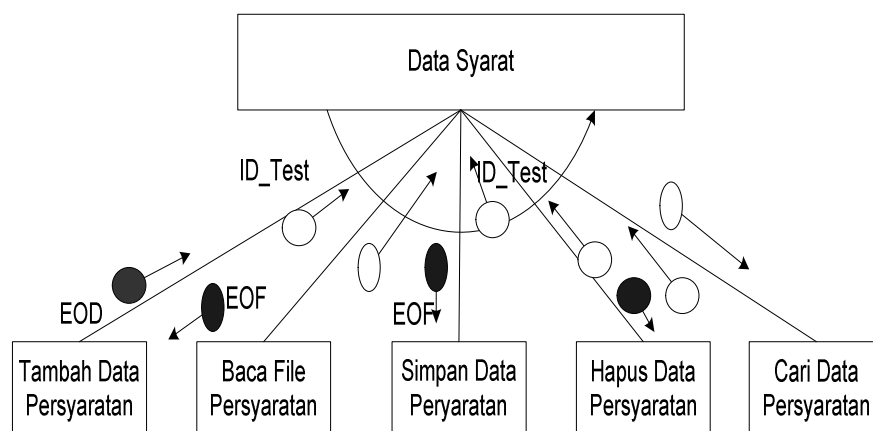 Data Syarat
ID_Test
ID_Test
EOD
EOF
EOF
Tambah Data
Persyaratan
Baca File
Persyaratan
Simpan Data
Peryaratan
Hapus Data
Persyaratan
Cari Data
Persyaratan